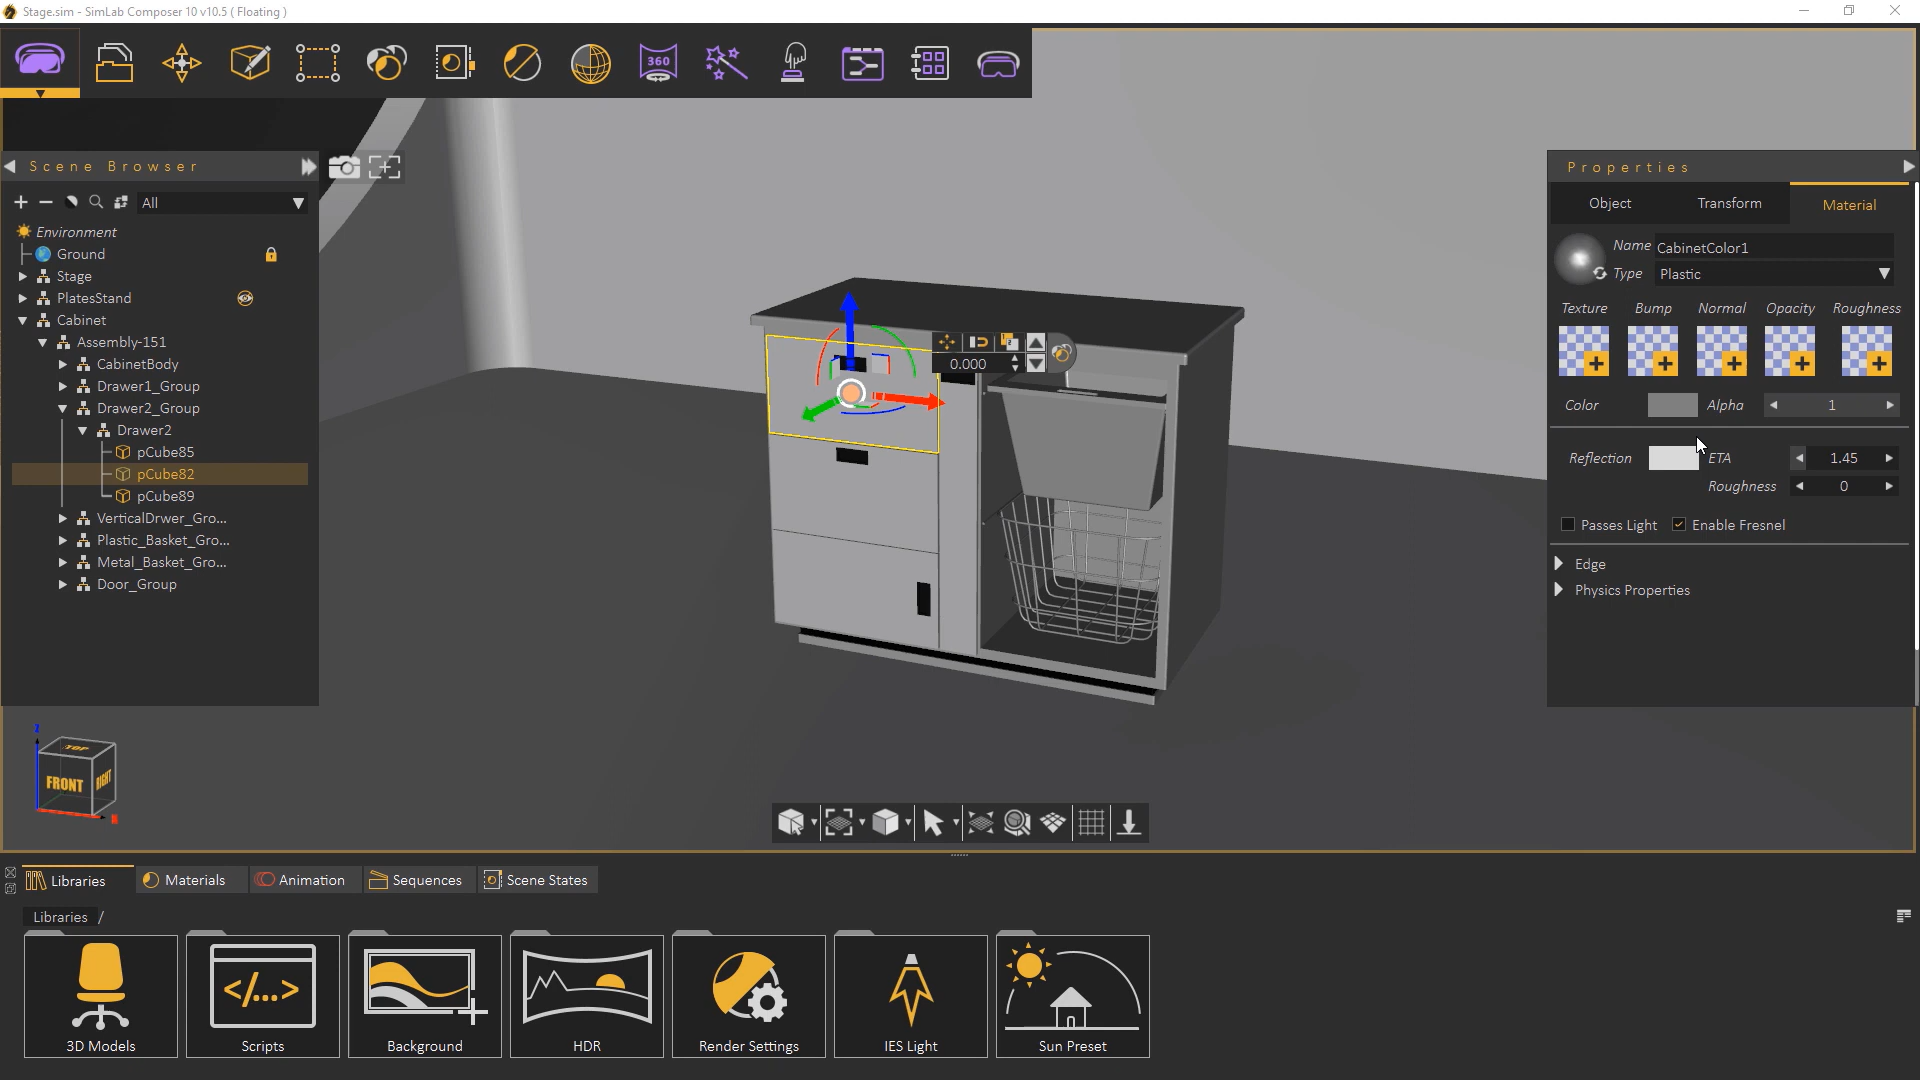 Stage.sim - SimLab Composer 10 v10.5 ( Floating )
360
Scene Browser
All
Environment
Ground
Stage
PlatesStand
Cabinet
Assembly-151
CabinetBody
Drawer1_Group
Drawer2_Group
Drawer2
pCube85
pCube82
pCube89
VerticalDrwer_Gro...
Plastic_Basket_Gro...
Metal_Basket_Gro...
Door_Group
0.000
Properties
Object Transform Material
Name CabinetColor1
Type Plastic
Texture Bump Normal Opacity Roughness
Color Alpha 1
Reflection ETA 1.45
Roughness 0
Passes Light Enable Fresnel
Edge
Physics Properties
Z
TOP
FRONT RIGHT
X
Libraries Materials Animation Sequences Scene States
Libraries /
</...>
3D Models Scripts Background HDR Render Settings IES Light Sun Preset